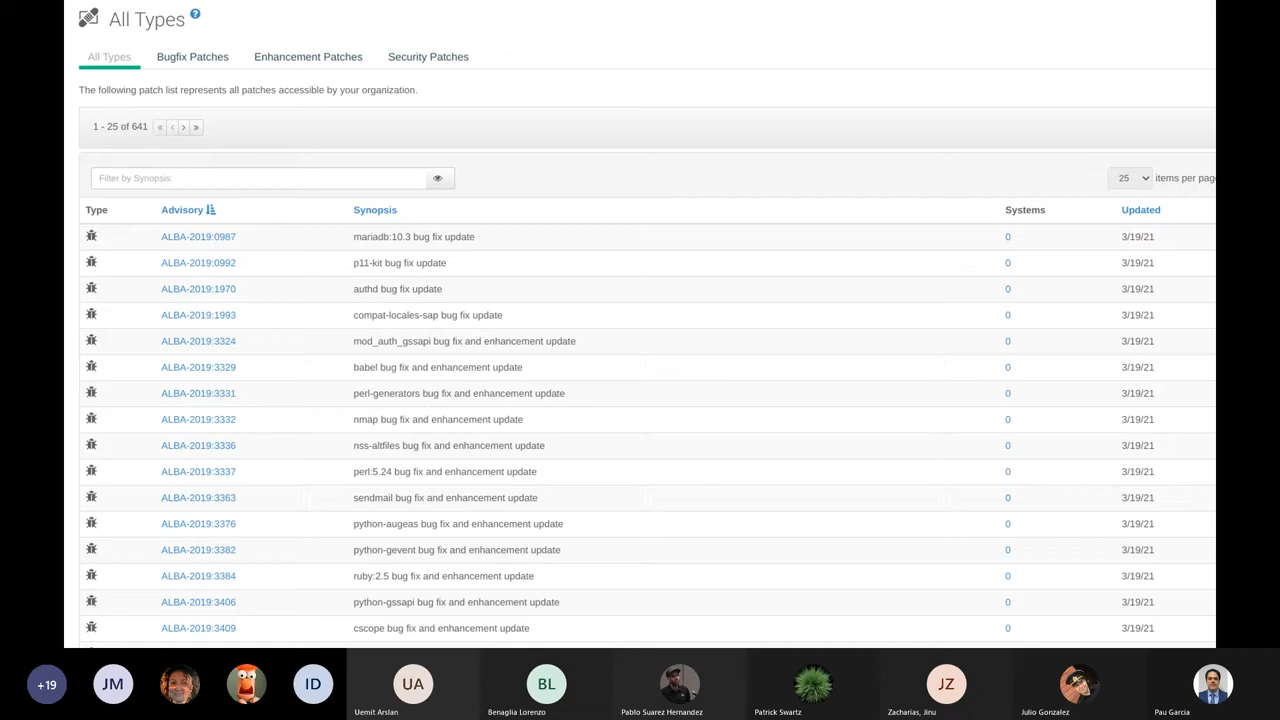 All Types ?
All Types Bugfix Patches Enhancement Patches Security Patches
The following patch list represents all patches accessible by your organization.
1 - 25 of 641 « ‹ › »
Filter by Synopsis: 25 items per page
Type Advisory Synopsis Systems Updated
ALBA-2019:0987 mariadb:10.3 bug fix update 0 3/19/21
ALBA-2019:0992 p11-kit bug fix update 0 3/19/21
ALBA-2019:1970 authd bug fix update 0 3/19/21
ALBA-2019:1993 compat-locales-sap bug fix update 0 3/19/21
ALBA-2019:3324 mod_auth_gssapi bug fix and enhancement update 0 3/19/21
ALBA-2019:3329 babel bug fix and enhancement update 0 3/19/21
ALBA-2019:3331 perl-generators bug fix and enhancement update 0 3/19/21
ALBA-2019:3332 nmap bug fix and enhancement update 0 3/19/21
ALBA-2019:3336 nss-altfiles bug fix and enhancement update 0 3/19/21
ALBA-2019:3337 perl:5.24 bug fix and enhancement update 0 3/19/21
ALBA-2019:3363 sendmail bug fix and enhancement update 0 3/19/21
ALBA-2019:3376 python-augeas bug fix and enhancement update 0 3/19/21
ALBA-2019:3382 python-gevent bug fix and enhancement update 0 3/19/21
ALBA-2019:3384 ruby:2.5 bug fix and enhancement update 0 3/19/21
ALBA-2019:3406 python-gssapi bug fix and enhancement update 0 3/19/21
ALBA-2019:3409 cscope bug fix and enhancement update 0 3/19/21
+19 JM ID UA BL JZ
Uemit Arslan Benaglia Lorenzo Pablo Suarez Hernandez Patrick Swartz Zacharias, Jinu Julio Gonzalez Pau Garcia